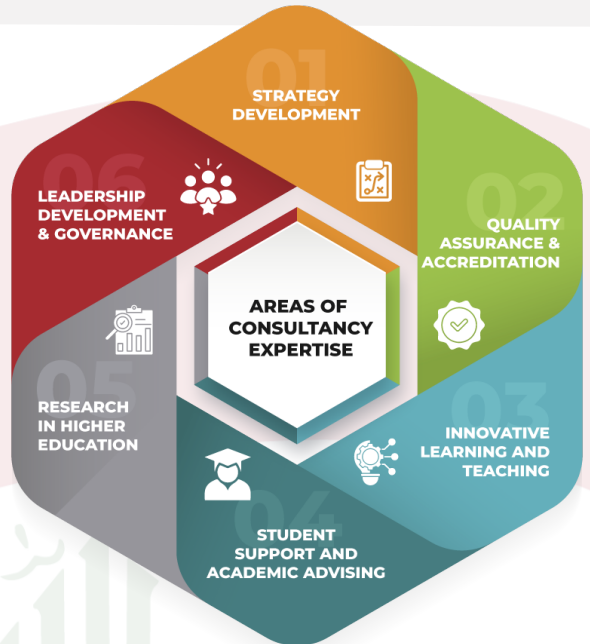 01
STRATEGY
DEVELOPMENT
02
QUALITY
ASSURANCE &
ACCREDITATION
03
INNOVATIVE
LEARNING AND
TEACHING
04
STUDENT
SUPPORT AND
ACADEMIC ADVISING
05
RESEARCH
IN HIGHER
EDUCATION
06
LEADERSHIP
DEVELOPMENT
& GOVERNANCE
AREAS OF
CONSULTANCY
EXPERTISE